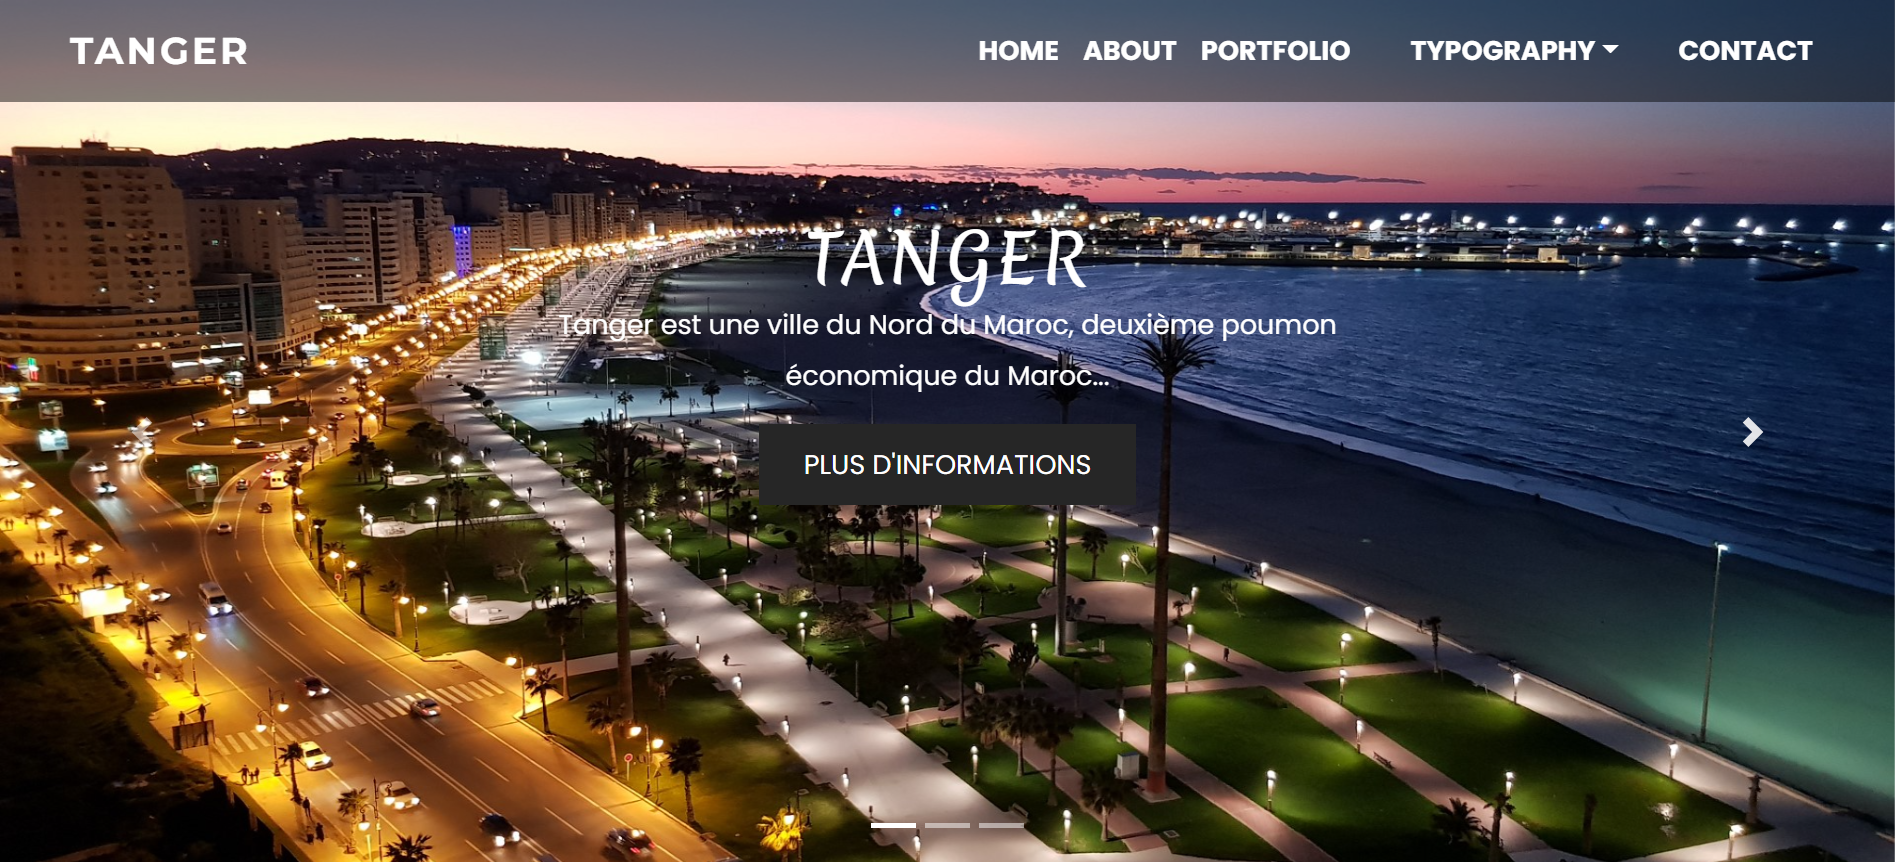 TANGER
HOME ABOUT PORTFOLIO TYPOGRAPHY CONTACT
TANGER
Tanger est une ville du Nord du Maroc, deuxième poumon
économique du Maroc...
PLUS D'INFORMATIONS